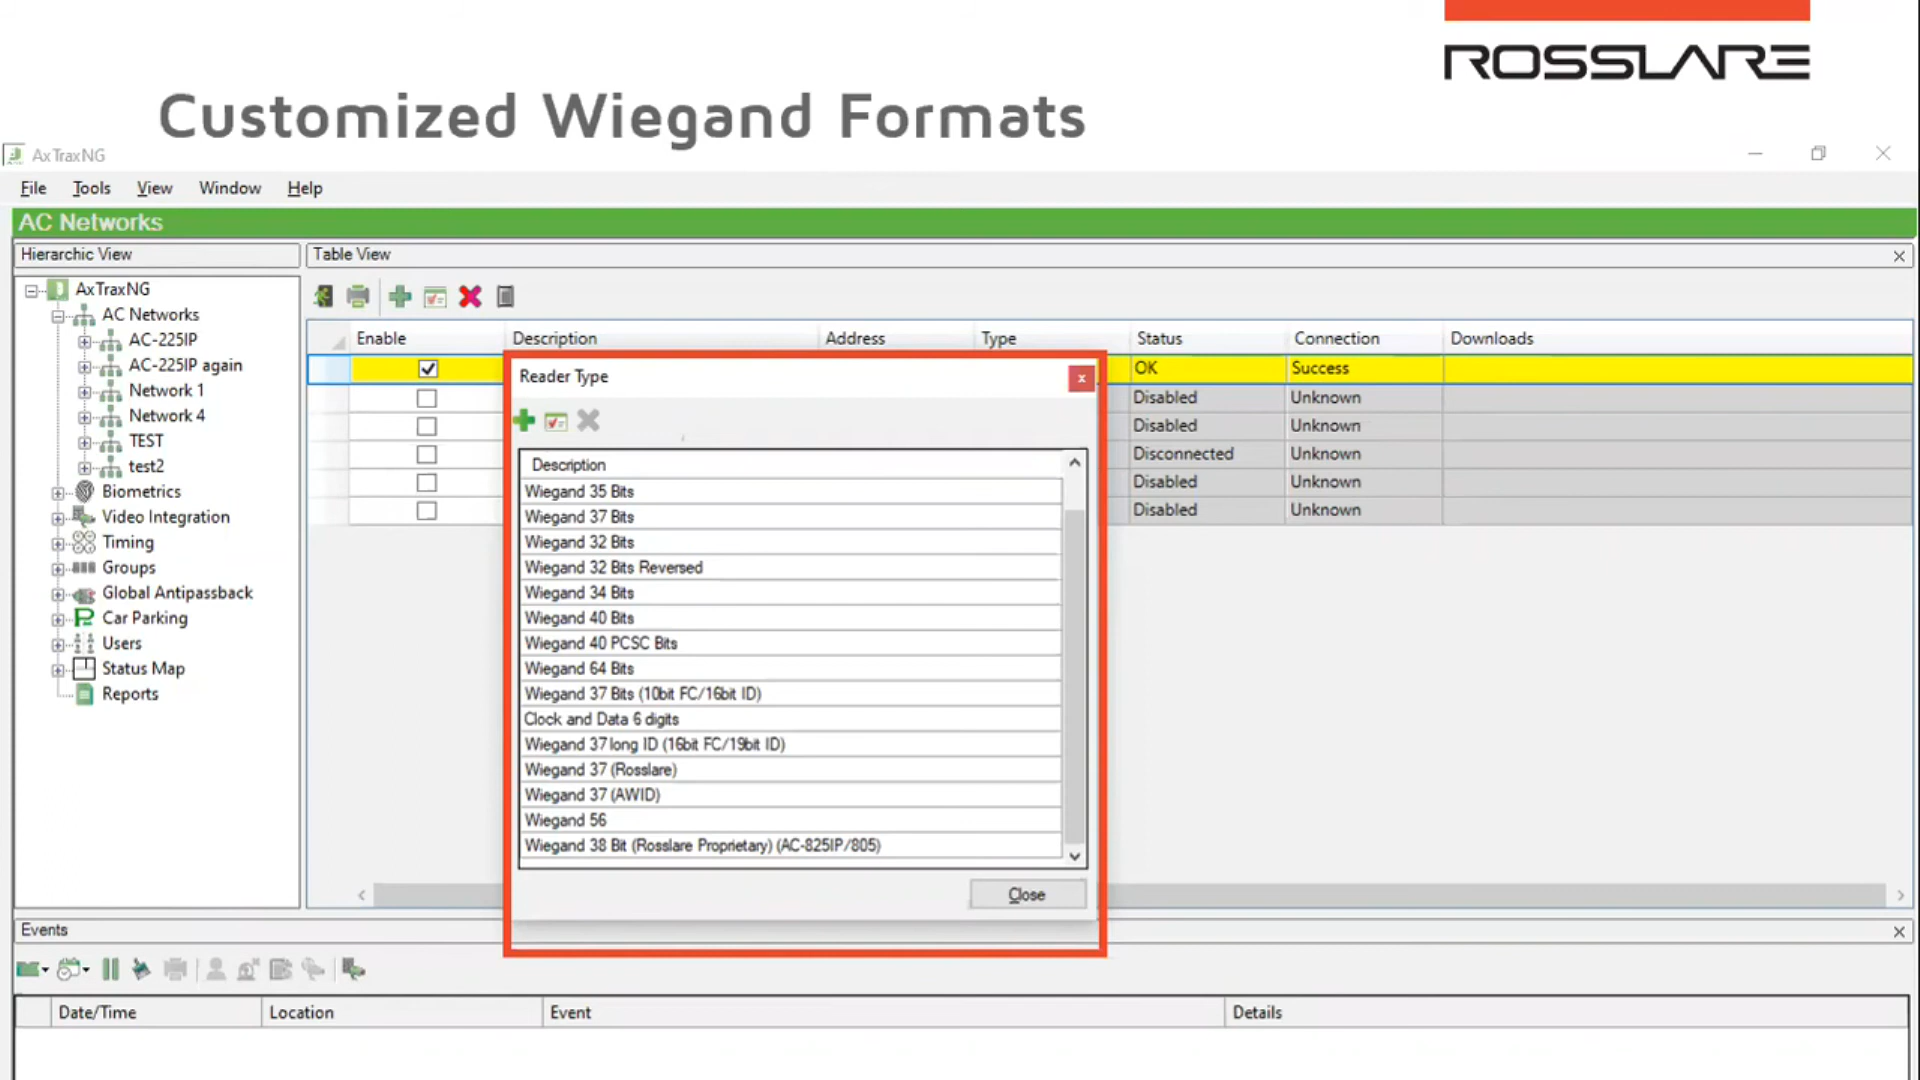 ROSSLARE
Customized Wiegand Formats
AxTraxNG
File Tools View Window Help
AC Networks
Hierarchic View
Table View
AxTraxNG
AC Networks
AC-225IP
AC-225IP again
Network 1
Network 4
TEST
test2
Biometrics
Video Integration
Timing
Groups
Global Antipassback
Car Parking
Users
Status Map
Reports
Enable Description Address Type Status Connection Downloads
OK Success
Disabled Unknown
Disabled Unknown
Disconnected Unknown
Disabled Unknown
Disabled Unknown
Reader Type
Description
Wiegand 35 Bits
Wiegand 37 Bits
Wiegand 32 Bits
Wiegand 32 Bits Reversed
Wiegand 34 Bits
Wiegand 40 Bits
Wiegand 40 PCSC Bits
Wiegand 64 Bits
Wiegand 37 Bits (10bit FC/16bit ID)
Clock and Data 6 digits
Wiegand 37 long ID (16bit FC/19bit ID)
Wiegand 37 (Rosslare)
Wiegand 37 (AWID)
Wiegand 56
Wiegand 38 Bit (Rosslare Proprietary) (AC-825IP/805)
Close
Events
Date/Time Location Event Details